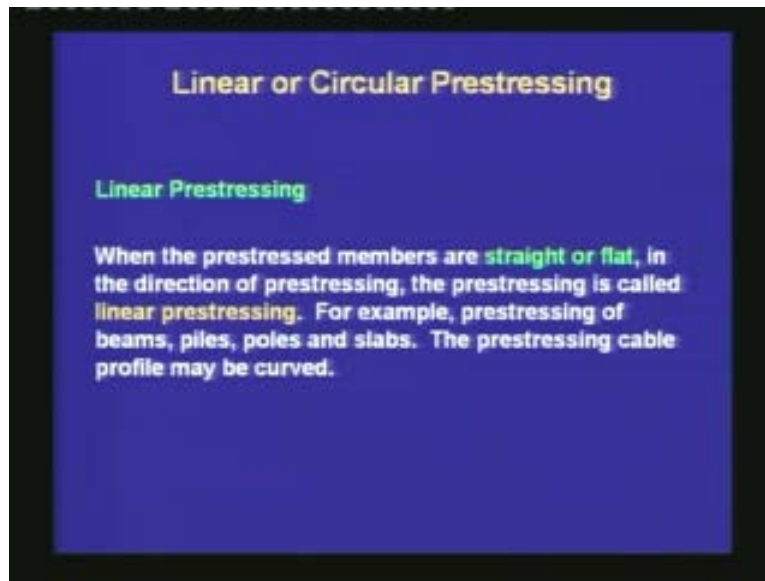 Linear or Circular Prestressing
Linear Prestressing
When the prestressed members are straight or flat, in
the direction of prestressing, the prestressing is called
linear prestressing. For example, prestressing of
beams, piles, poles and slabs. The prestressing cable
profile may be curved.